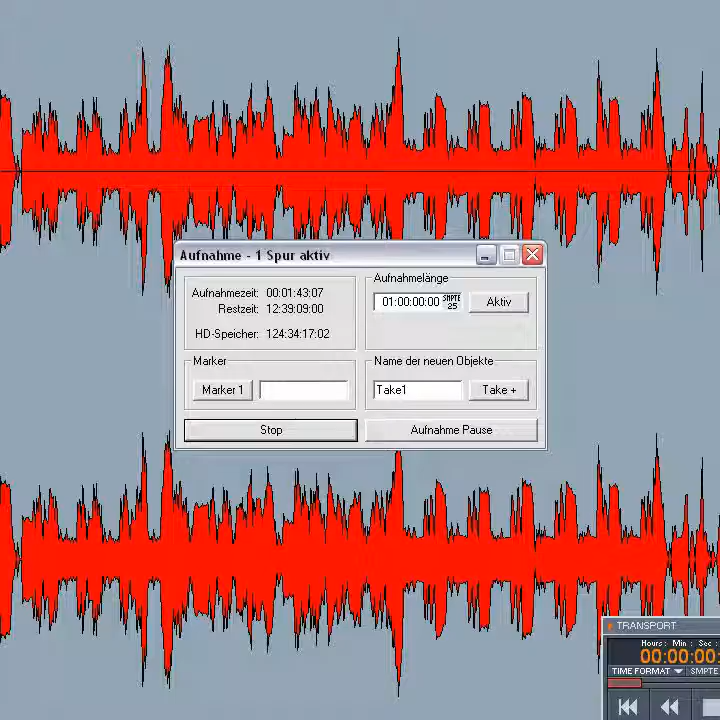 Aufnahme - 1 Spur aktiv
Aufnahmezeit: 00:01:43:07
Restzeit: 12:39:09:00
HD-Speicher: 124:34:17:02
Aufnahmelänge
01:00:00:00 SMPTE 25 Aktiv
Marker
Marker 1
Name der neuen Objekte
Take1 Take +
Stop Aufnahme Pause
TRANSPORT
Hours: Min : Sec :
00:00:00:
TIME FORMAT SMPTE